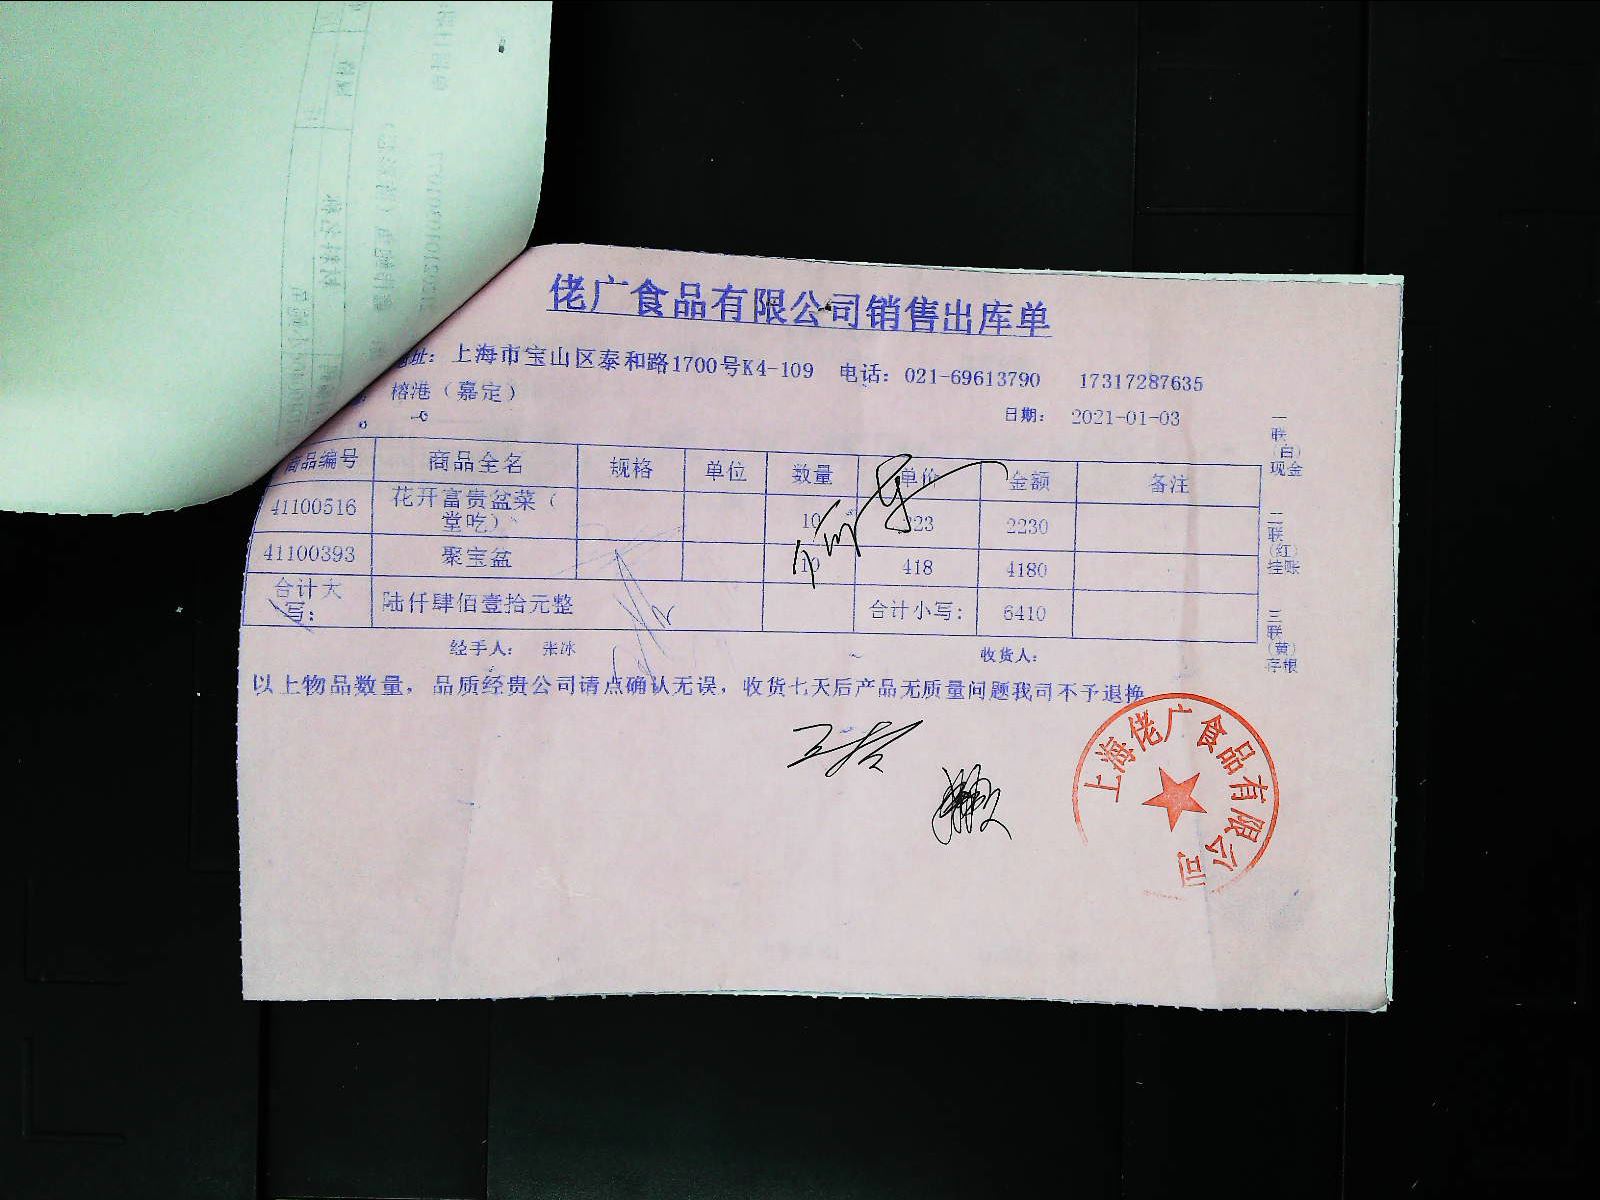 佬广食品有限公司销售出库单
址: 上海市宝山区泰和路1700号K4-109 电话: 021-69613790 17317287635
榕港（嘉定）
日期: 2021-01-03
商品编号 商品全名 规格 单位 数量 单价 金额 备注
41100516 花开富贵盆菜（堂吃） 10 223 2230
41100393 聚宝盆 10 418 4180
合计大写: 陆仟肆佰壹拾元整 合计小写: 6410
经手人: 张冰 收货人:
以上物品数量, 品质经贵公司请点确认无误, 收货七天后产品无质量问题我司不予退换
一联（白）现金
二联（红）挂账
三联（黄）存根
上海佬广食品有限公司